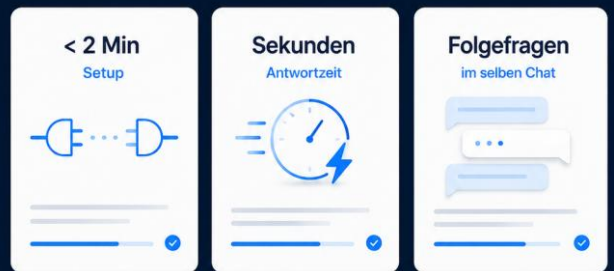 < 2 Min
Setup
Sekunden
Antwortzeit
Folgefragen
im selben Chat